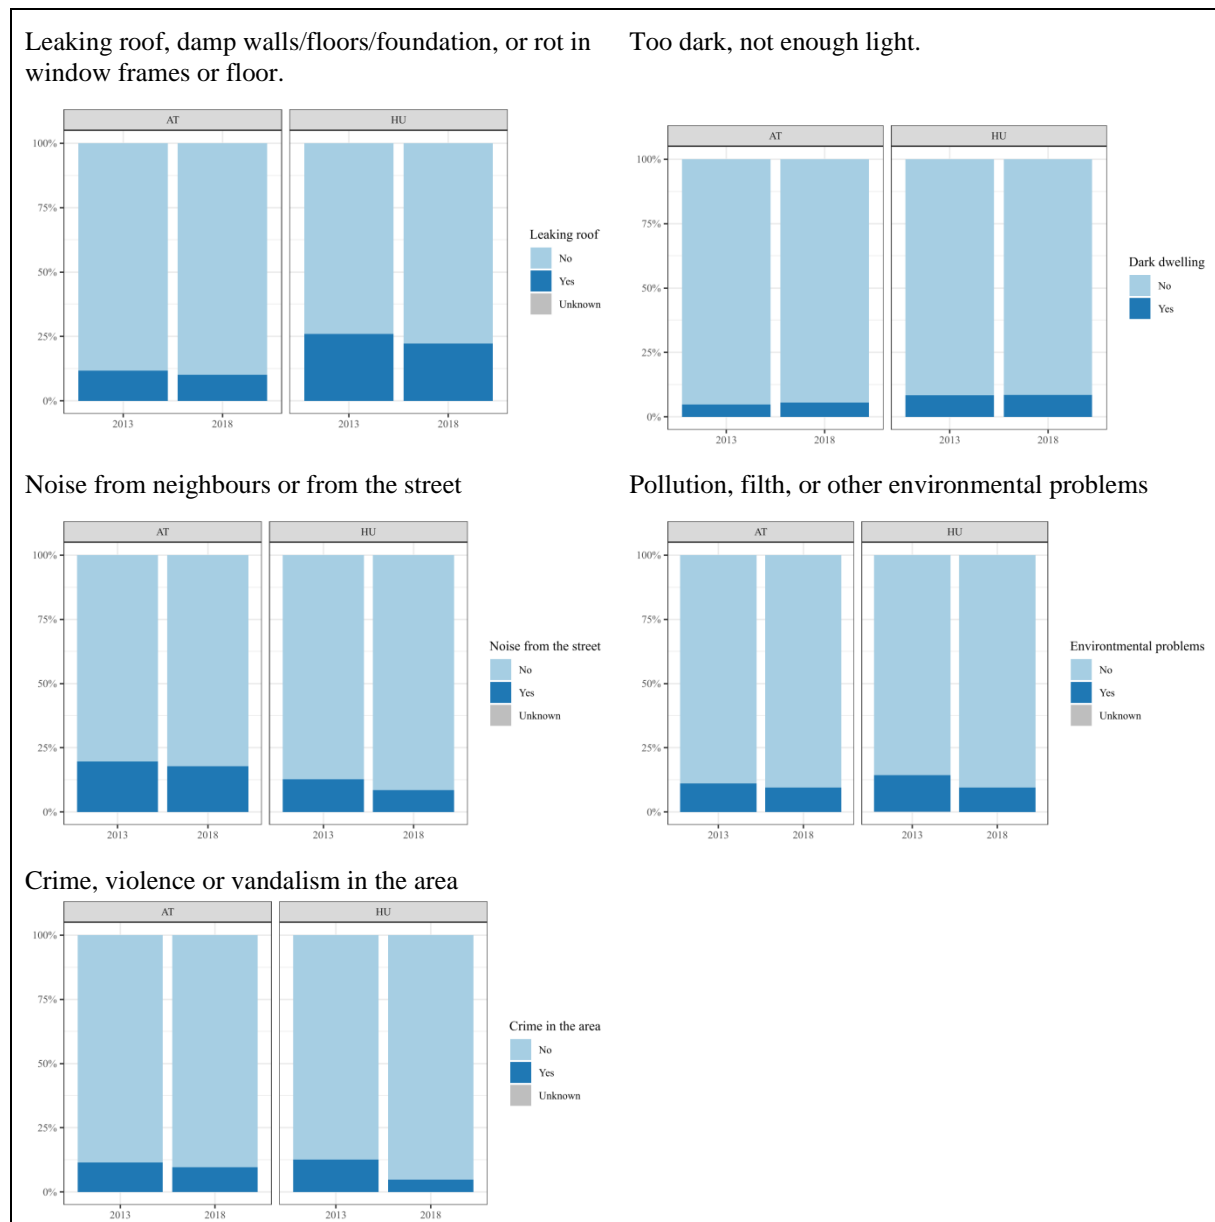 Leaking roof, damp walls/floors/foundation, or rot in
window frames or floor.
AT
HU
100%
75%
50%
25%
0%
2013
2018
2013
2018
Leaking roof
No
Yes
Unknown
Too dark, not enough light.
AT
HU
100%
75%
50%
25%
0%
2013
2018
2013
2018
Dark dwelling
No
Yes
Noise from neighbours or from the street
AT
HU
100%
75%
50%
25%
0%
2013
2018
2013
2018
Noise from the street
No
Yes
Unknown
Pollution, filth, or other environmental problems
AT
HU
100%
75%
50%
25%
0%
2013
2018
2013
2018
Environtmental problems
No
Yes
Unknown
Crime, violence or vandalism in the area
AT
HU
100%
75%
50%
25%
0%
2013
2018
2013
2018
Crime in the area
No
Yes
Unknown